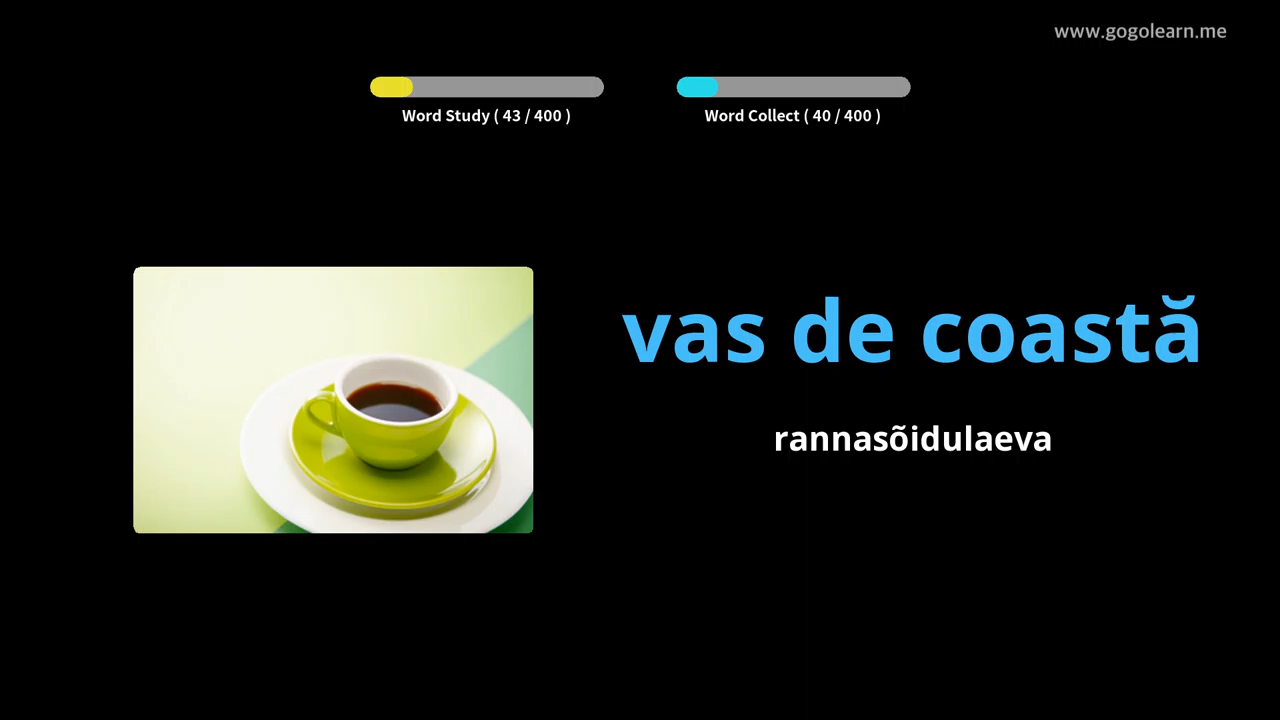 www.gogolearn.me
Word Study ( 43 / 400 )
Word Collect ( 40 / 400 )
vas de coastă
rannasõidulaeva